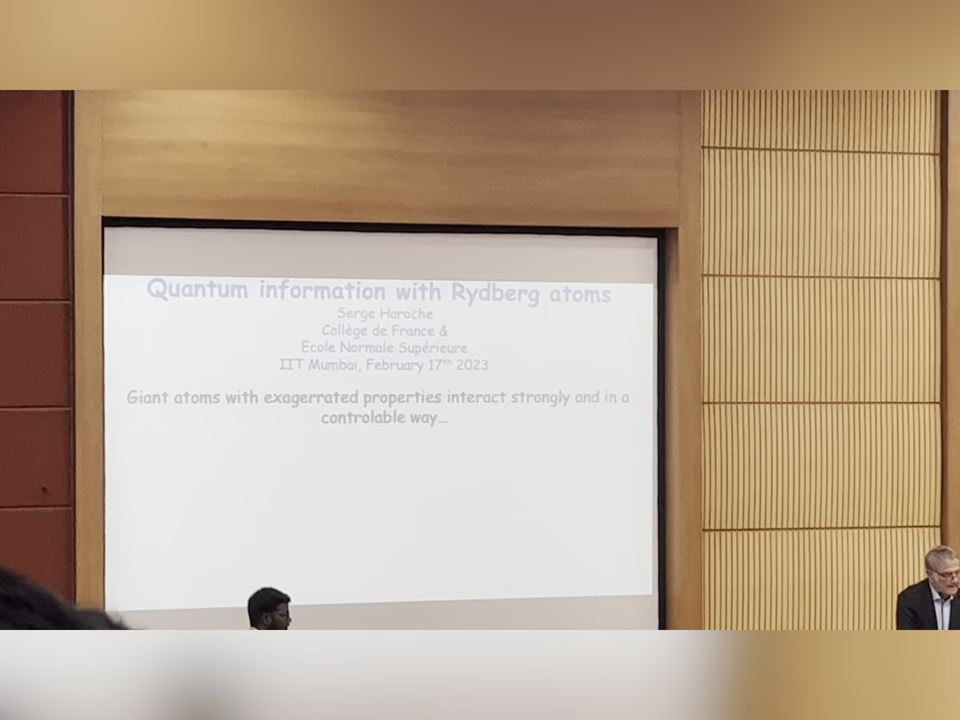 Quantum information with Rydberg atoms
Serge Haroche
Collège de France &
Ecole Normale Supérieure
IIT Mumbai, February 17th 2023
Giant atoms with exagerrated properties interact strongly and in a
controlable way…